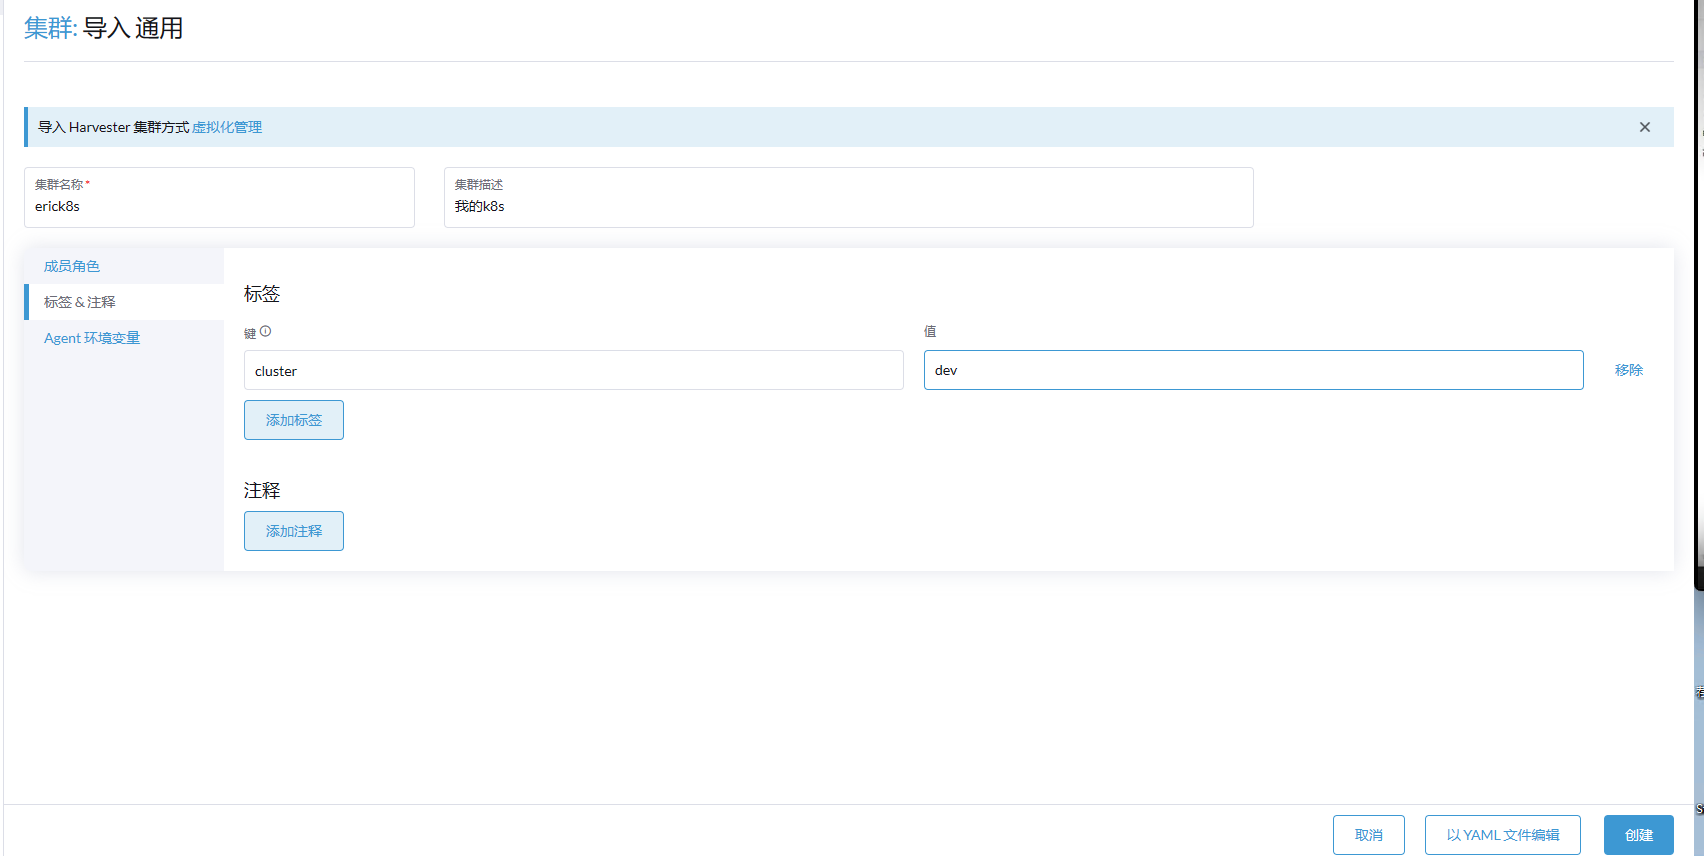 集群: 导入 通用
导入 Harvester 集群方式 虚拟化管理
集群名称*
erick8s
集群描述
我的k8s
成员角色
标签 & 注释
Agent 环境变量
标签
键
值
cluster
dev
移除
添加标签
注释
添加注释
取消
以 YAML 文件编辑
创建